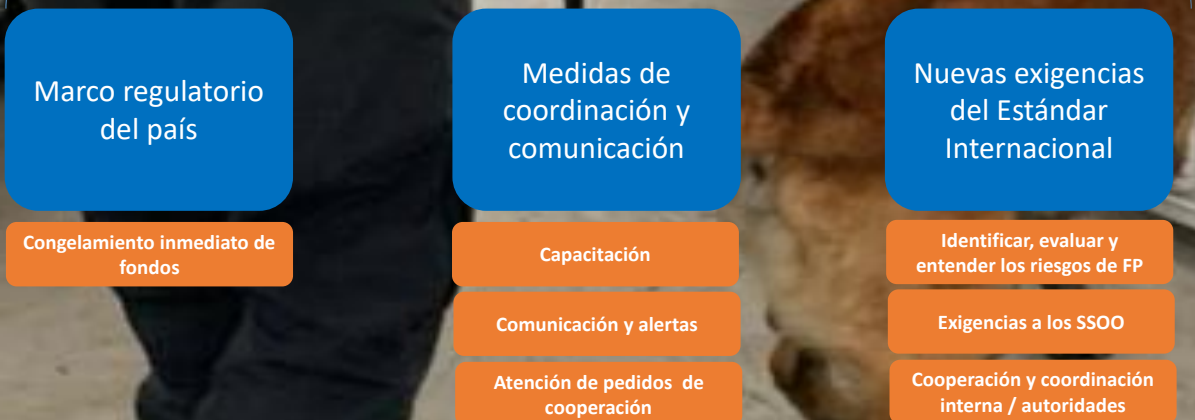 Marco regulatorio
del país
Congelamiento inmediato de
fondos
Medidas de
coordinación y
comunicación
Capacitación
Comunicación y alertas
Atención de pedidos de
cooperación
Nuevas exigencias
del Estándar
Internacional
Identificar, evaluar y
entender los riesgos de FP
Exigencias a los SSOO
Cooperación y coordinación
interna / autoridades